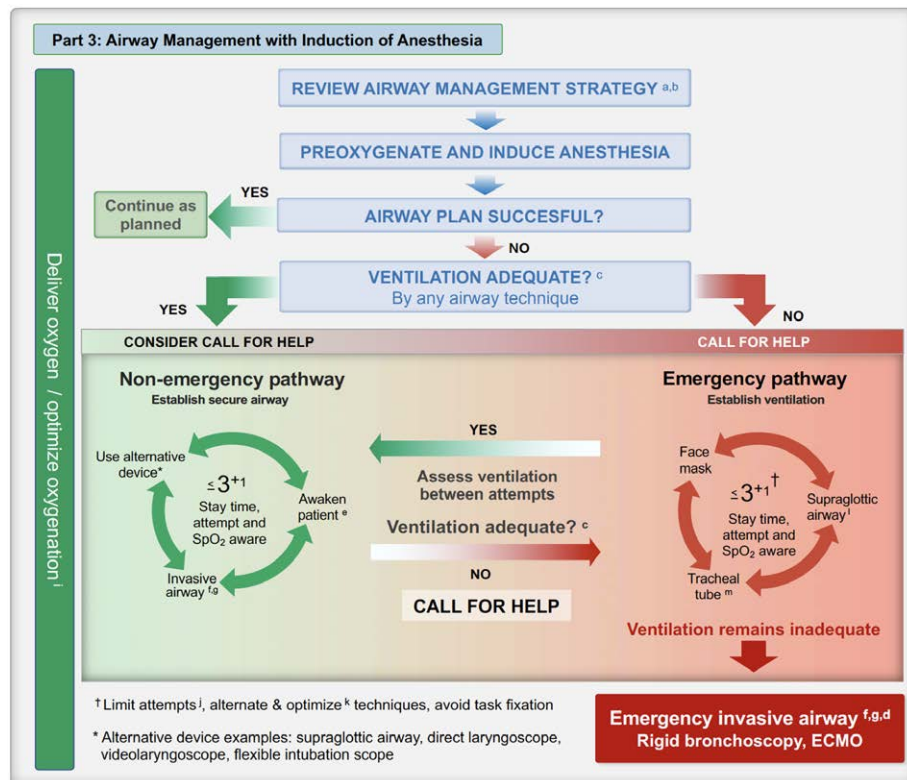 Part 3: Airway Management with Induction of Anesthesia
Deliver oxygen / optimize oxygenation i
REVIEW AIRWAY MANAGEMENT STRATEGY a,b
PREOXYGENATE AND INDUCE ANESTHESIA
AIRWAY PLAN SUCCESFUL?
YES
Continue as
planned
NO
VENTILATION ADEQUATE? c
By any airway technique
YES
NO
CONSIDER CALL FOR HELP
CALL FOR HELP
Non-emergency pathway
Establish secure airway
Use alternative
device*
≤ 3+1
Stay time,
attempt and
SpO2 aware
Awaken
patient e
Invasive
airway f,g
YES
Assess ventilation
between attempts
Ventilation adequate? c
NO
CALL FOR HELP
Emergency pathway
Establish ventilation
Face
mask
≤ 3+1 †
Stay time,
attempt and
SpO2 aware
Supraglottic
airway l
Tracheal
tube m
Ventilation remains inadequate
† Limit attempts j, alternate & optimize k techniques, avoid task fixation
* Alternative device examples: supraglottic airway, direct laryngoscope,
videolaryngoscope, flexible intubation scope
Emergency invasive airway f,g,d
Rigid bronchoscopy, ECMO